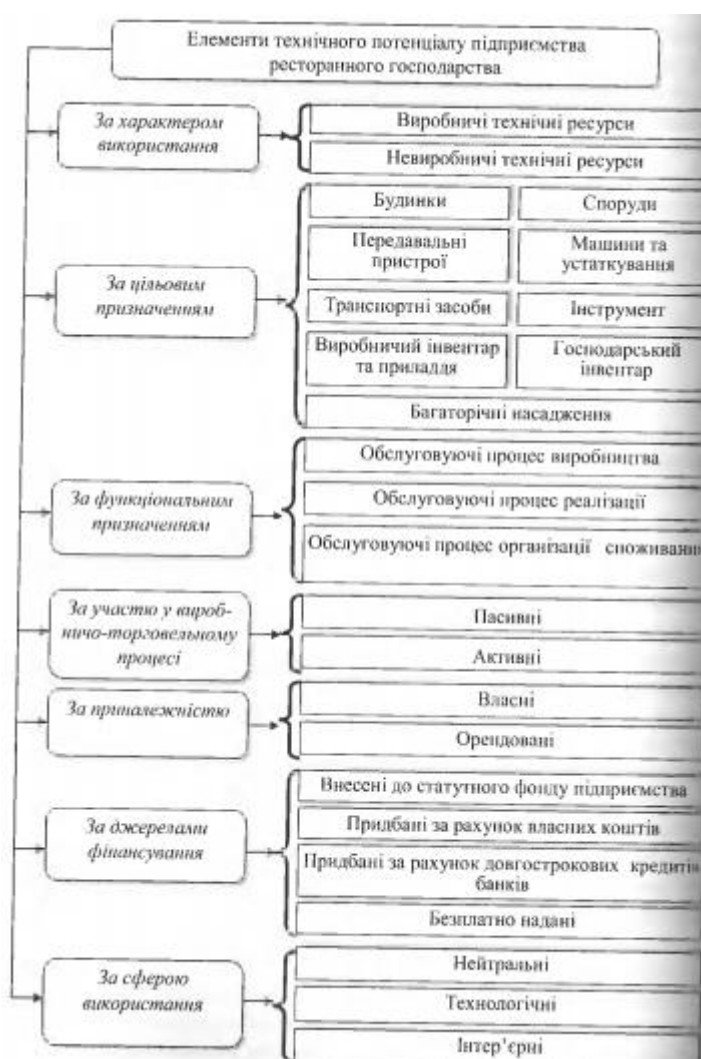 Елементи технічного потенціалу підприємства
ресторанного господарства
За характером
використання
Виробничі технічні ресурси
Невиробничі технічні ресурси
За цільовим
призначенням
Будинки
Споруди
Передавальні
пристрої
Машини та
устаткування
Транспортні засоби
Інструмент
Виробничий інвентар
та приладдя
Господарський
інвентар
Багаторічні насадження
За функціональним
призначенням
Обслуговуючі процес виробництва
Обслуговуючі процес реалізації
Обслуговуючі процес організації споживанн
За участю у вироб-
ничо-торговельному
процесі
Пасивні
Активні
За приналежністю
Власні
Орендовані
За джерелами
фінансування
Внесені до статутного фонду підприємства
Придбані за рахунок власних коштів
Придбані за рахунок довгострокових кредитів
банків
Безплатно надані
За сферою
використання
Нейтральні
Технологічні
Інтер’єрні